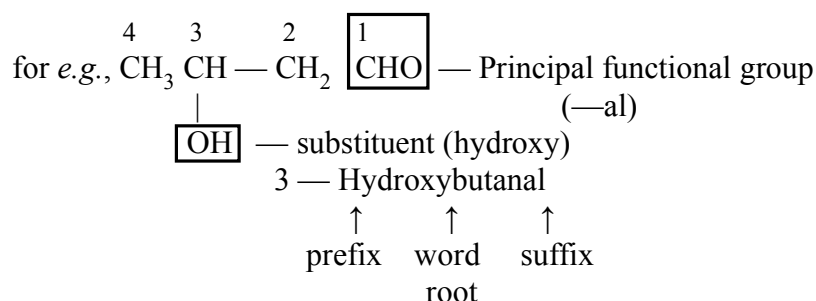 4 3 2 1
for e.g., CH3 CH — CH2 CHO — Principal functional group
(—al)
OH — substituent (hydroxy)
3 — Hydroxybutanal
↑ ↑ ↑
prefix word suffix
root